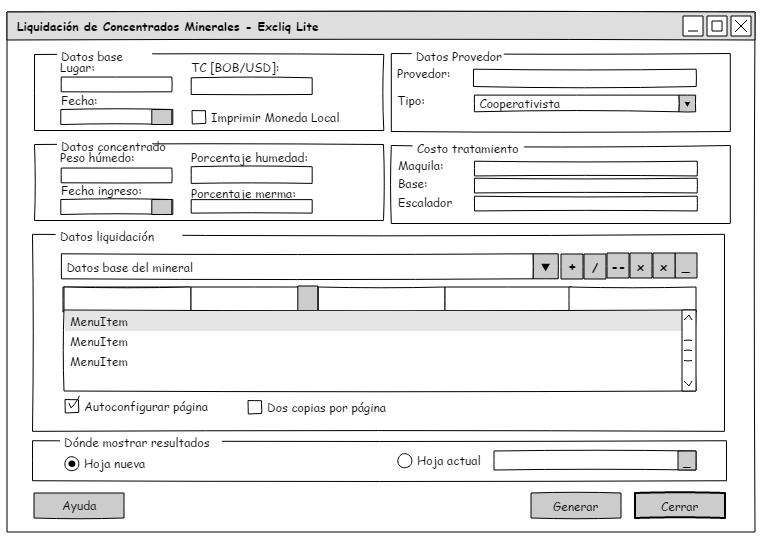 Liquidación de Concentrados Minerales - Excliq Lite
Datos base
Lugar:
TC [BOB/USD]:
Fecha:
Imprimir Moneda Local
Datos Provedor
Provedor:
Tipo:
Cooperativista
Datos concentrado
Peso húmedo:
Porcentaje humedad:
Fecha ingreso:
Porcentaje merma:
Costo tratamiento
Maquila:
Base:
Escalador
Datos liquidación
Datos base del mineral
+ / -- x x _
MenuItem
MenuItem
MenuItem
Autoconfigurar página
Dos copias por página
Dónde mostrar resultados
Hoja nueva
Hoja actual
_
Ayuda
Generar
Cerrar